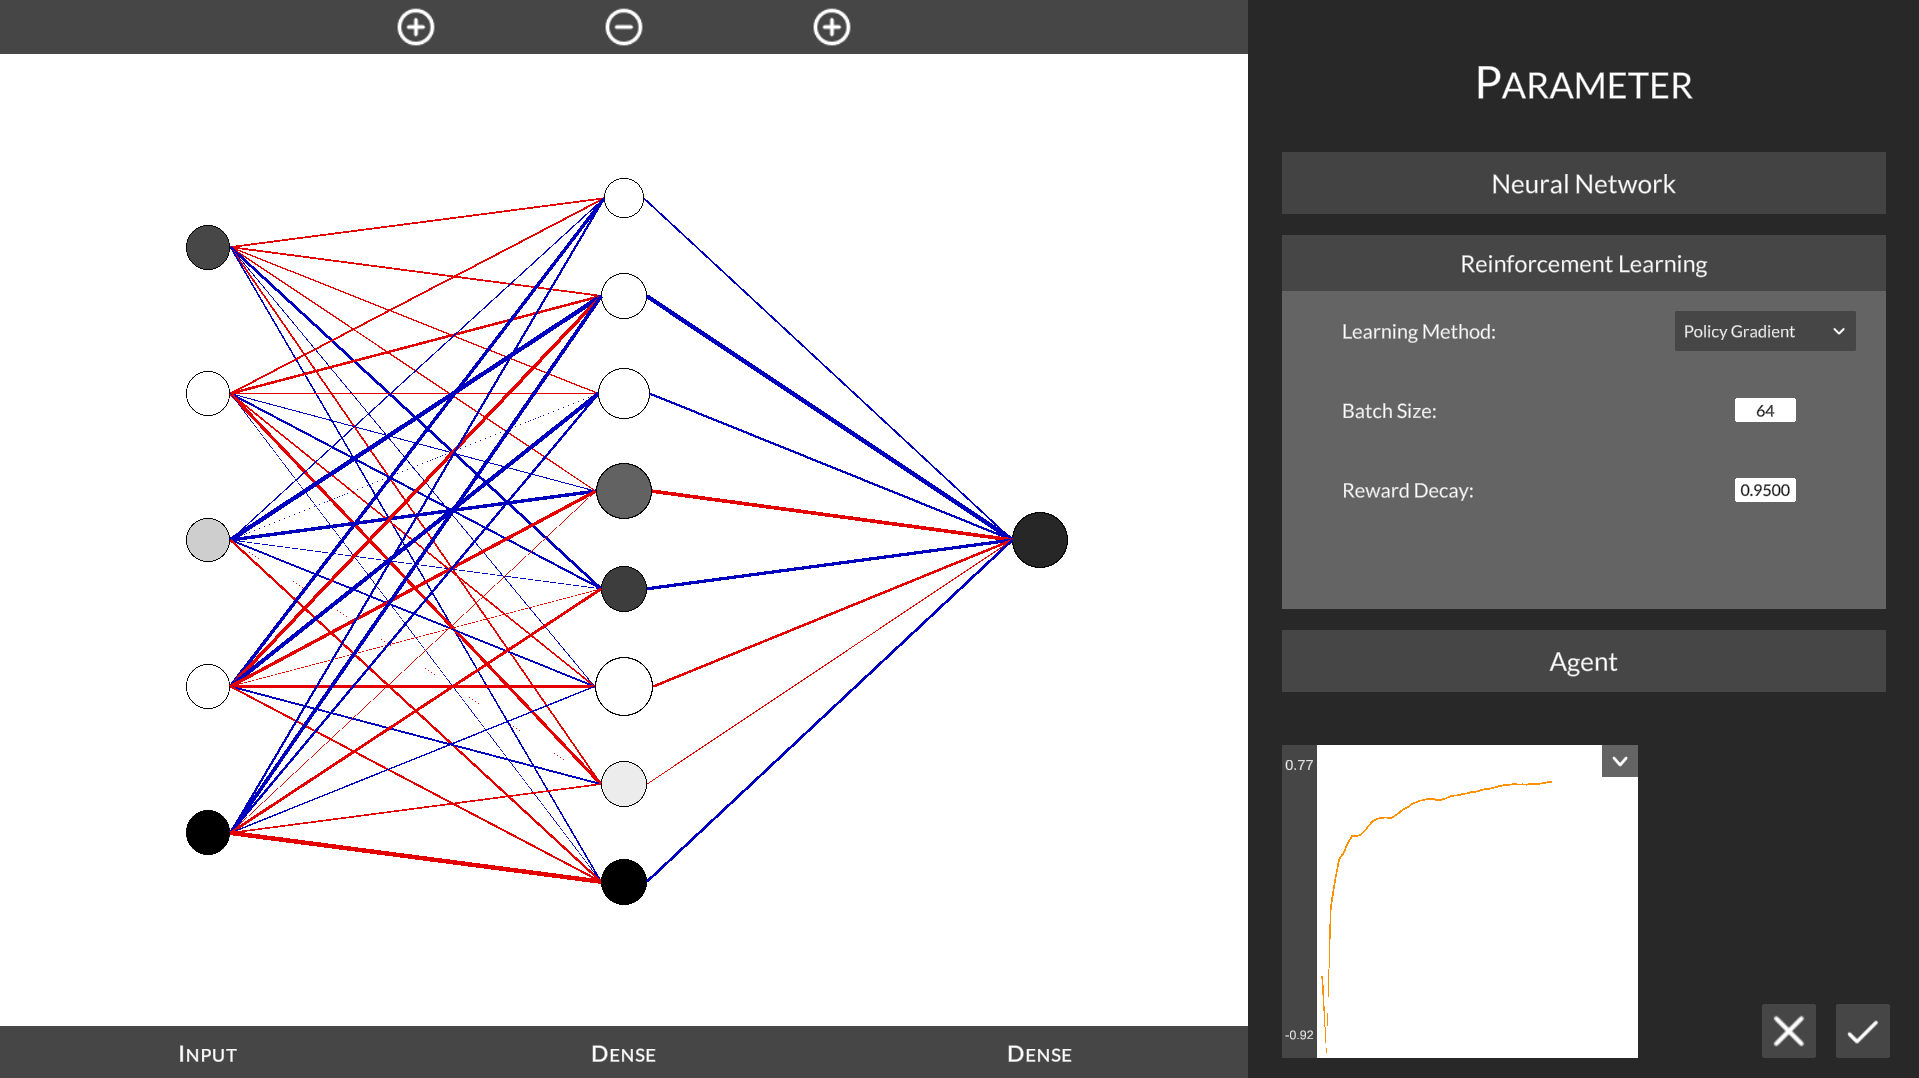 PARAMETER
Neural Network
Reinforcement Learning
Learning Method:
Policy Gradient
Batch Size:
64
Reward Decay:
0.9500
Agent
0.77
-0.92
INPUT
DENSE
DENSE